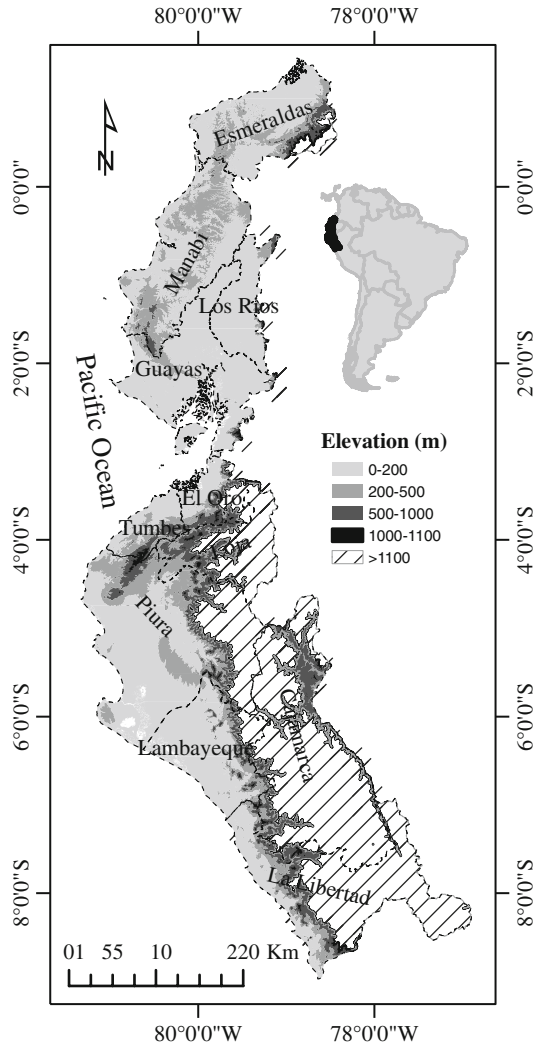 80°0'0"W 78°0'0"W
Esmeraldas
0°0'0" 0°0'0"
Manabi
Los Rios
Guayas
2°0'0"S 2°0'0"S
Pacific Ocean
Elevation (m)
0-200
200-500
500-1000
1000-1100
>1100
El Oro
Tumbes
Loja
4°0'0"S 4°0'0"S
Piura
Cajamarca
6°0'0"S 6°0'0"S
Lambayeque
La Libertad
8°0'0"S 8°0'0"S
01 55 10 220 Km
80°0'0"W 78°0'0"W
N